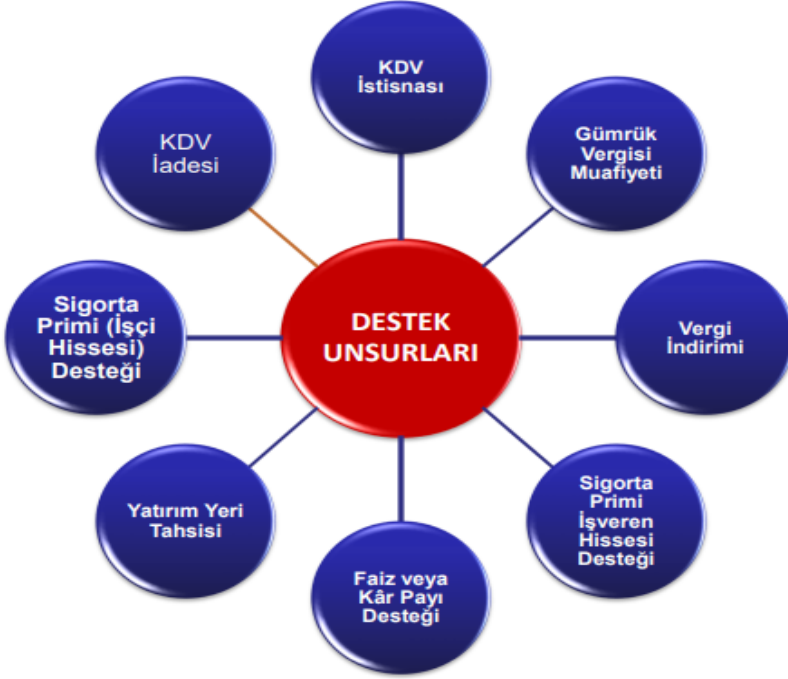 KDV
İstisnası
Gümrük
Vergisi
Muafiyeti
Vergi
İndirimi
Sigorta
Primi
İşveren
Hissesi
Desteği
Faiz veya
Kâr Payı
Desteği
Yatırım Yeri
Tahsisi
Sigorta
Primi (İşçi
Hissesi)
Desteği
KDV
İadesi
DESTEK
UNSURLARI